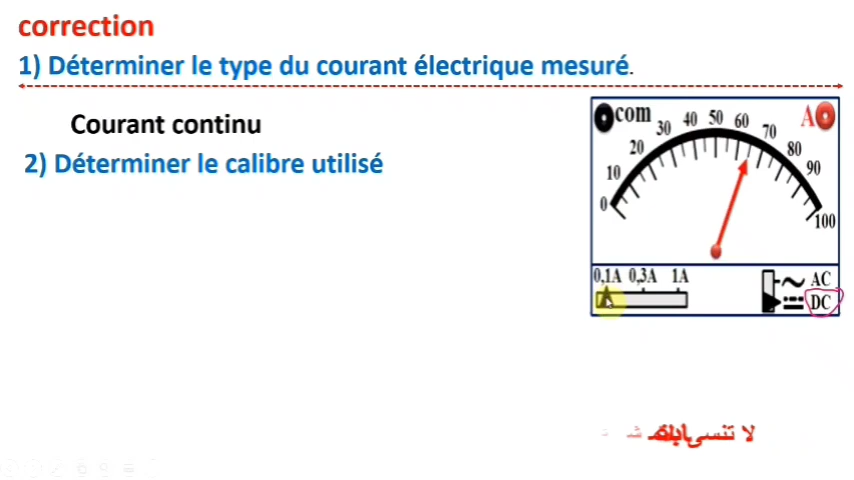 correction
1) Déterminer le type du courant électrique mesuré.
Courant continu
2) Déterminer le calibre utilisé
com A
0 10 20 30 40 50 60 70 80 90 100
0,1A 0,3A 1A
AC
DC
لا تنسى